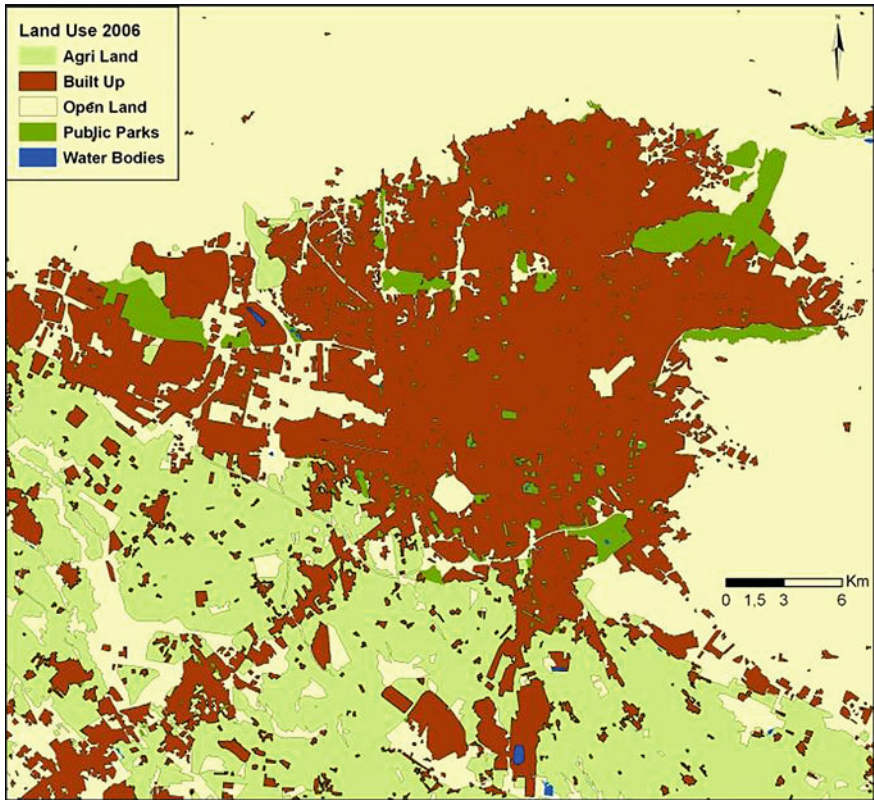 Land Use 2006
Agri Land
Built Up
Open Land
Public Parks
Water Bodies
N
Km
0 1,5 3 6